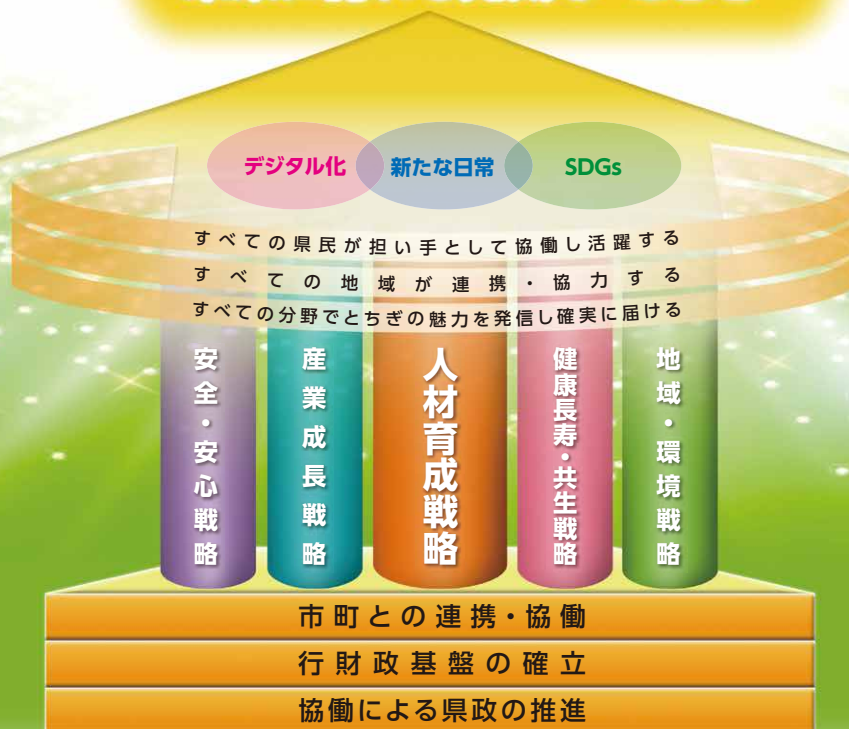 デジタル化
新たな日常
SDGs
すべての県民が担い手として協働し活躍する
すべての地域が連携・協力する
すべての分野でとちぎの魅力を発信し確実に届ける
安全・安心戦略
産業成長戦略
人材育成戦略
健康長寿・共生戦略
地域・環境戦略
市町との連携・協働
行財政基盤の確立
協働による県政の推進